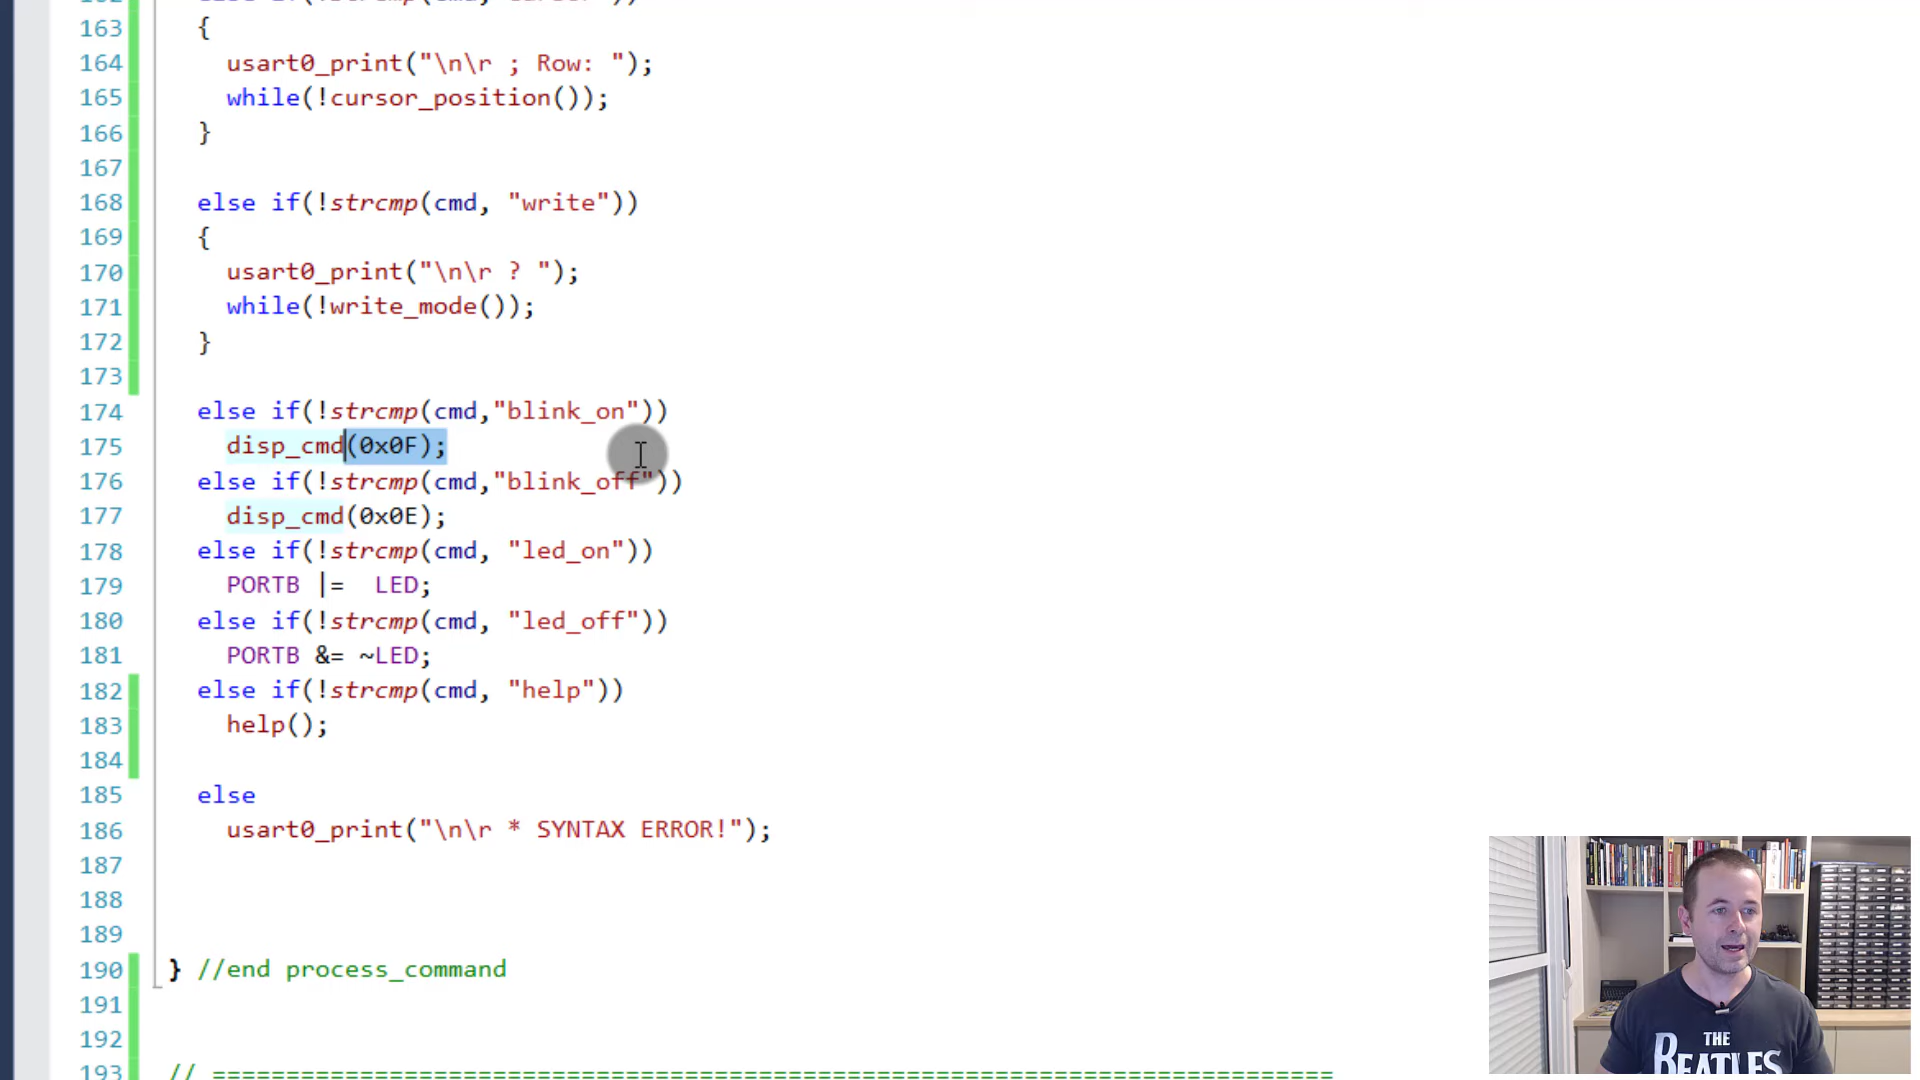 163 {
164 usart0_print("\n\r ; Row: ");
165 while(!cursor_position());
166 }
167
168 else if(!strcmp(cmd, "write"))
169 {
170 usart0_print("\n\r ? ");
171 while(!write_mode());
172 }
173
174 else if(!strcmp(cmd,"blink_on"))
175 disp_cmd(0x0F);
176 else if(!strcmp(cmd,"blink_off"))
177 disp_cmd(0x0E);
178 else if(!strcmp(cmd, "led_on"))
179 PORTB |=  LED;
180 else if(!strcmp(cmd, "led_off"))
181 PORTB &= ~LED;
182 else if(!strcmp(cmd, "help"))
183 help();
184
185 else
186 usart0_print("\n\r * SYNTAX ERROR!");
187
188
189
190 } //end process_command
191
192
193 // ============================================================================
THE
BEATLES